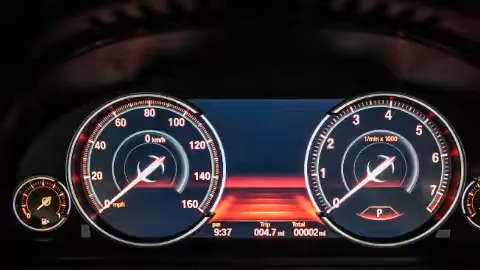 0 20 40 60 80 100 120 140 160
0 km/h
mph
0 1 2 3 4 5 6 7
1/min x 1000
P
pm Trip Total
9:37 004.7 mi 00002 mi